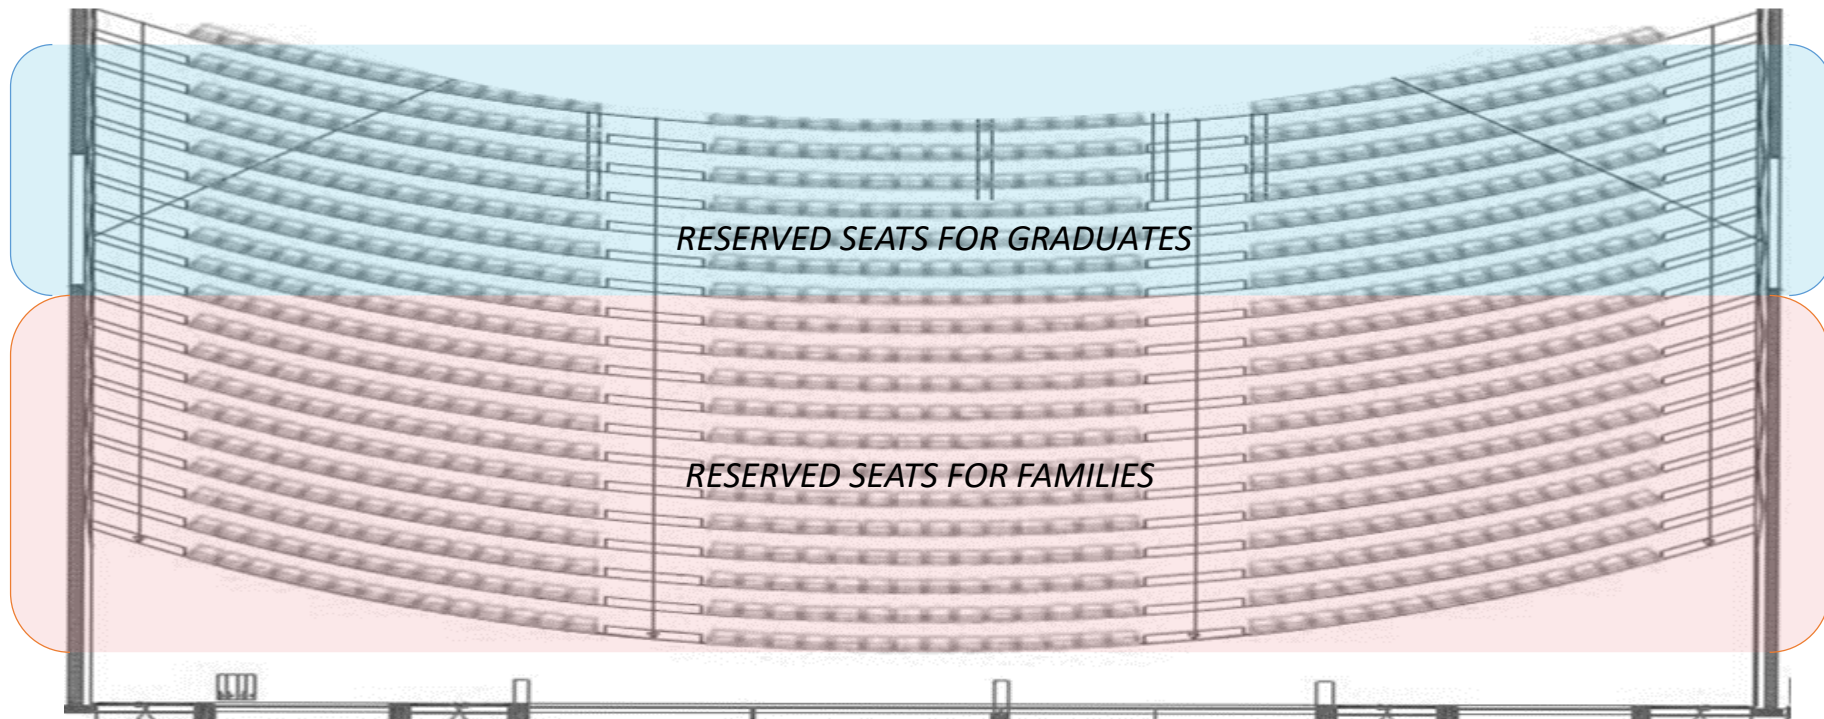 RESERVED SEATS FOR GRADUATES
RESERVED SEATS FOR FAMILIES